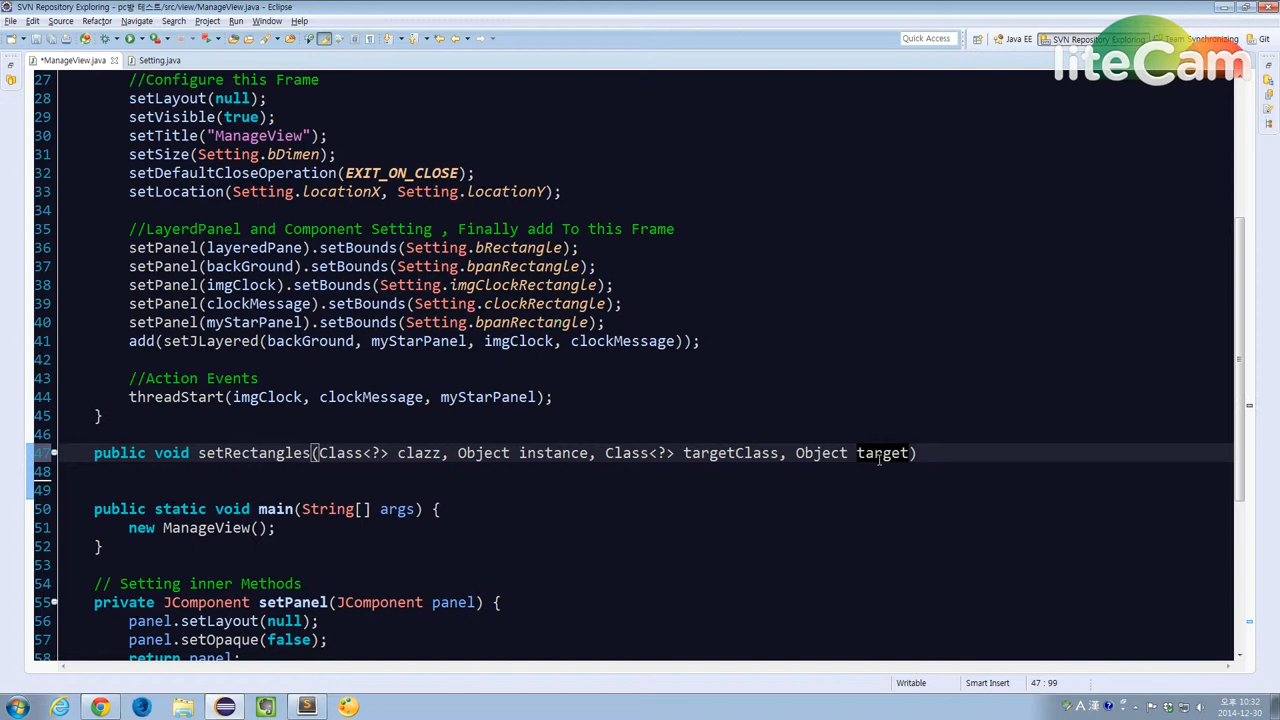 SVN Repository Exploring - pc방 테스트/src/view/ManageView.java - Eclipse
File Edit Source Refactor Navigate Search Project Run Window Help
Quick Access
Java EE
SVN Repository Exploring
Team Synchronizing
Git
liteCam
*ManageView.java
Setting.java
27 //Configure this Frame
28 setLayout(null);
29 setVisible(true);
30 setTitle("ManageView");
31 setSize(Setting.bDimen);
32 setDefaultCloseOperation(EXIT_ON_CLOSE);
33 setLocation(Setting.locationX, Setting.locationY);
34
35 //LayerdPanel and Component Setting , Finally add To this Frame
36 setPanel(layeredPane).setBounds(Setting.bRectangle);
37 setPanel(backGround).setBounds(Setting.bpanRectangle);
38 setPanel(imgClock).setBounds(Setting.imgClockRectangle);
39 setPanel(clockMessage).setBounds(Setting.clockRectangle);
40 setPanel(myStarPanel).setBounds(Setting.bpanRectangle);
41 add(setJLayered(backGround, myStarPanel, imgClock, clockMessage));
42
43 //Action Events
44 threadStart(imgClock, clockMessage, myStarPanel);
45 }
46
47 public void setRectangles(Class<?> clazz, Object instance, Class<?> targetClass, Object target)
48
49
50 public static void main(String[] args) {
51 new ManageView();
52 }
53
54 // Setting inner Methods
55 private JComponent setPanel(JComponent panel) {
56 panel.setLayout(null);
57 panel.setOpaque(false);
58 return panel;
Writable
Smart Insert
47 : 99
A 漢
오후 10:32
2014-12-30